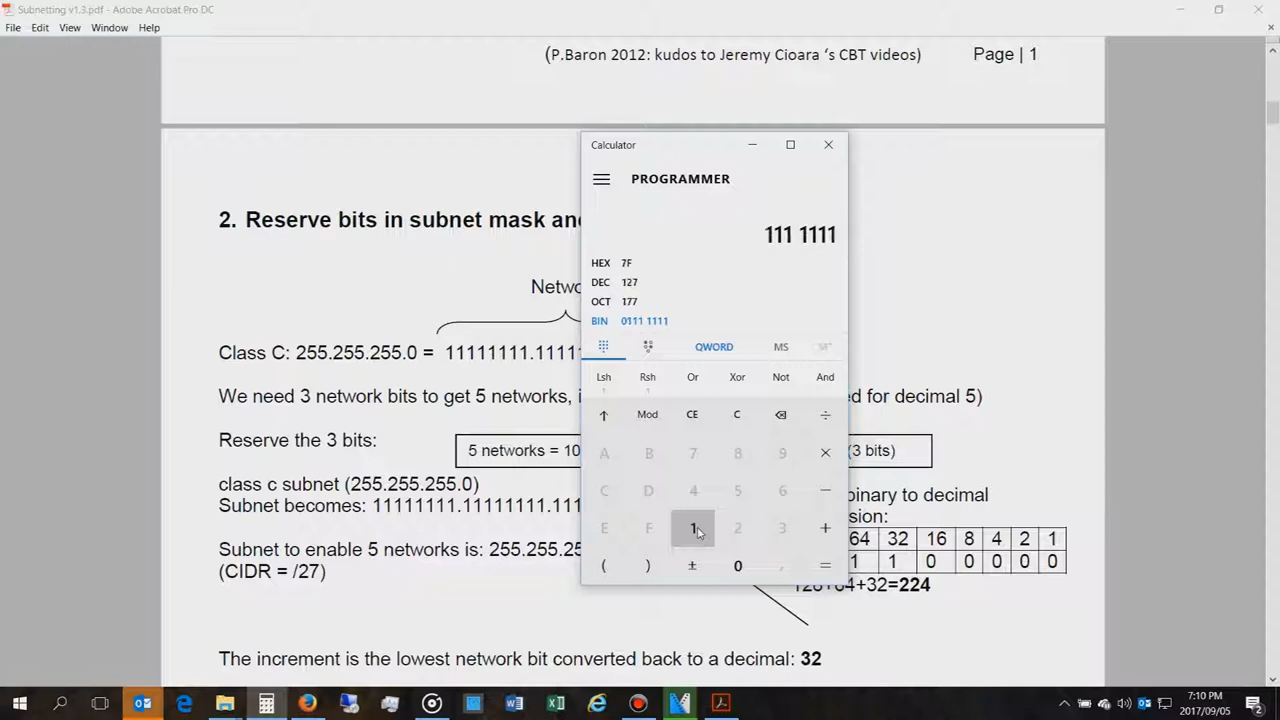 Subnetting v1.3.pdf - Adobe Acrobat Pro DC
File Edit View Window Help
(P.Baron 2012: kudos to Jeremy Cioara 's CBT videos) Page | 1
2. Reserve bits in subnet mask and
Class C: 255.255.255.0 = 11111111.1111
We need 3 network bits to get 5 networks, ed for decimal 5)
Reserve the 3 bits:
5 networks = 10 (3 bits)
class c subnet (255.255.255.0)
inary to decimal
Subnet becomes: 11111111.11111111.111
sion:
64 32 16 8 4 2 1
Subnet to enable 5 networks is: 255.255.25
1 1 0 0 0 0 0
(CIDR = /27)
128+64+32=224
The increment is the lowest network bit converted back to a decimal: 32
Calculator
PROGRAMMER
111 1111
HEX 7F
DEC 127
OCT 177
BIN 0111 1111
QWORD MS M
Lsh Rsh Or Xor Not And
↑ Mod CE C ÷
A B 7 8 9 ×
C D 4 5 6 −
E F 1 2 3 +
( ) ± 0 , =
7:10 PM
2017/09/05
2